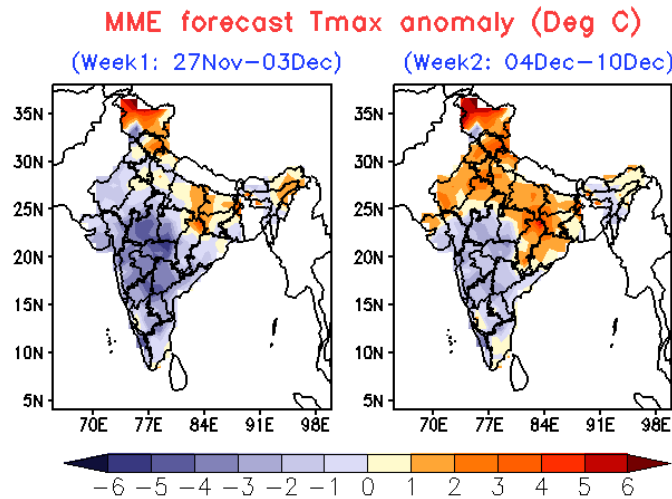 MME forecast Tmax anomaly (Deg C)
(Week1: 27Nov−03Dec) (Week2: 04Dec−10Dec)
35N 35N
30N 30N
25N 25N
20N 20N
15N 15N
10N 10N
5N 5N
70E 77E 84E 91E 98E 70E 77E 84E 91E 98E
−6 −5 −4 −3 −2 −1 0 1 2 3 4 5 6